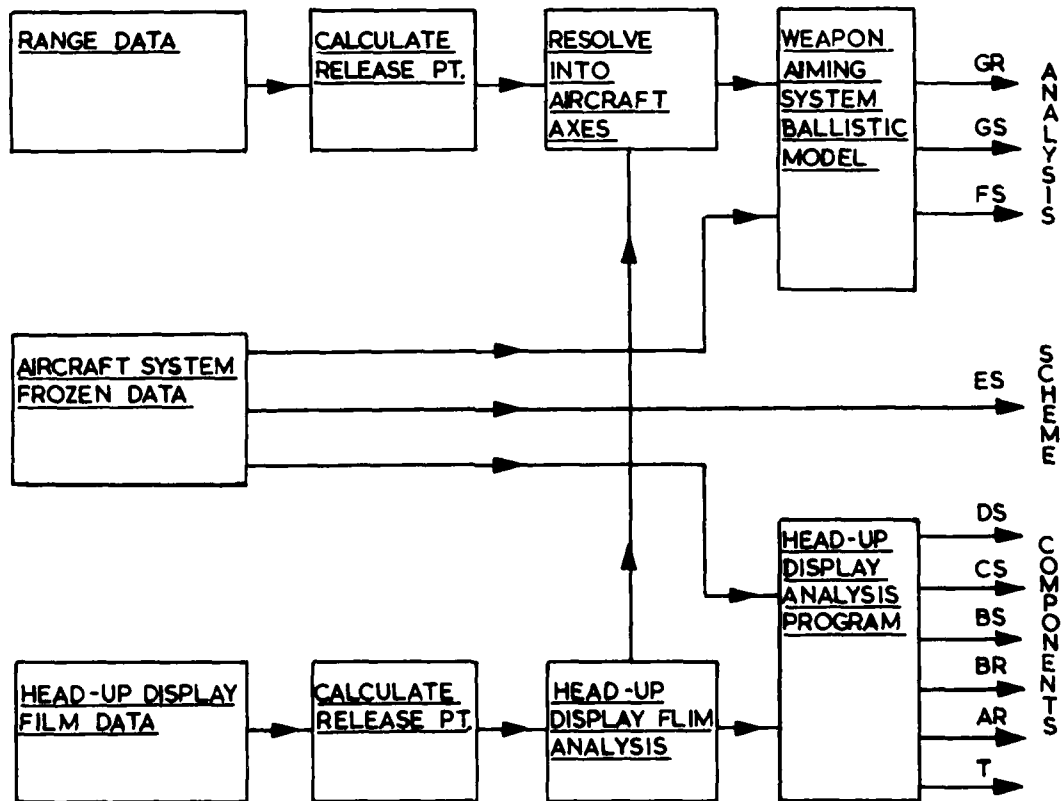 RANGE DATA
CALCULATE
RELEASE PT.
RESOLVE
INTO
AIRCRAFT
AXES
WEAPON
AIMING
SYSTEM
BALLISTIC
MODEL
GR
GS
FS
ANALYSIS
AIRCRAFT SYSTEM
FROZEN DATA
ES
SCHEME
HEAD-UP DISPLAY
FILM DATA
CALCULATE
RELEASE PT.
HEAD-UP
DISPLAY FLIM
ANALYSIS
HEAD-UP
DISPLAY
ANALYSIS
PROGRAM
DS
CS
BS
BR
AR
T
COMPONENTS